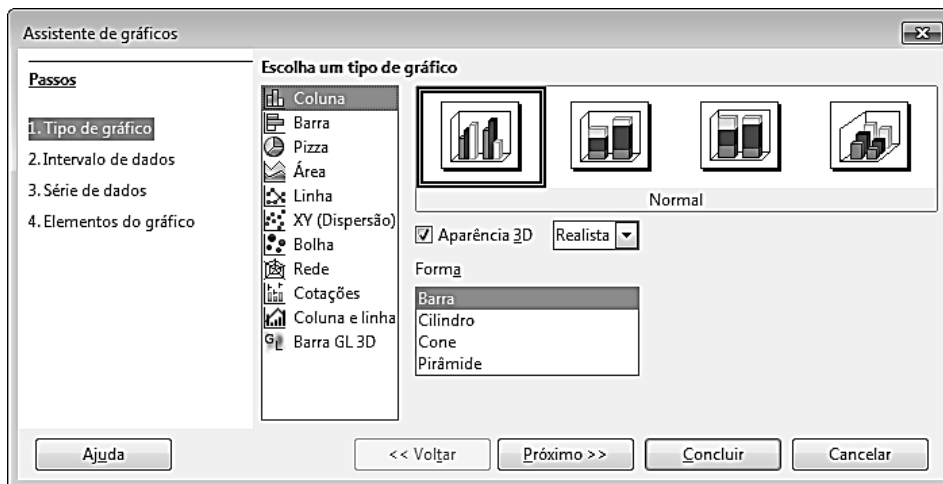 Assistente de gráficos
Passos
1. Tipo de gráfico
2. Intervalo de dados
3. Série de dados
4. Elementos do gráfico
Escolha um tipo de gráfico
Coluna
Barra
Pizza
Área
Linha
XY (Dispersão)
Bolha
Rede
Cotações
Coluna e linha
GL Barra GL 3D
Normal
Aparência 3D Realista
Forma
Barra
Cilindro
Cone
Pirâmide
Ajuda << Voltar Próximo >> Concluir Cancelar